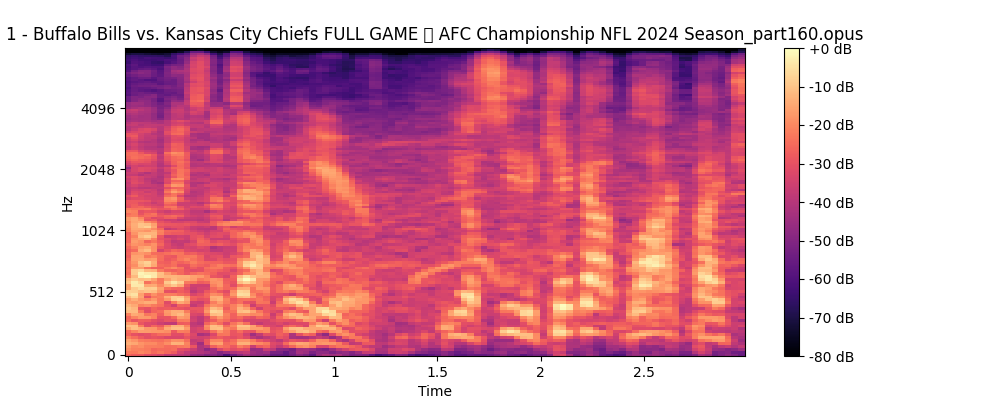 1 - Buffalo Bills vs. Kansas City Chiefs FULL GAME ▯ AFC Championship NFL 2024 Season_part160.opus
+0 dB
-10 dB
-20 dB
-30 dB
-40 dB
-50 dB
-60 dB
-70 dB
-80 dB
4096
2048
1024
512
0
Hz
0
0.5
1
1.5
2
2.5
Time